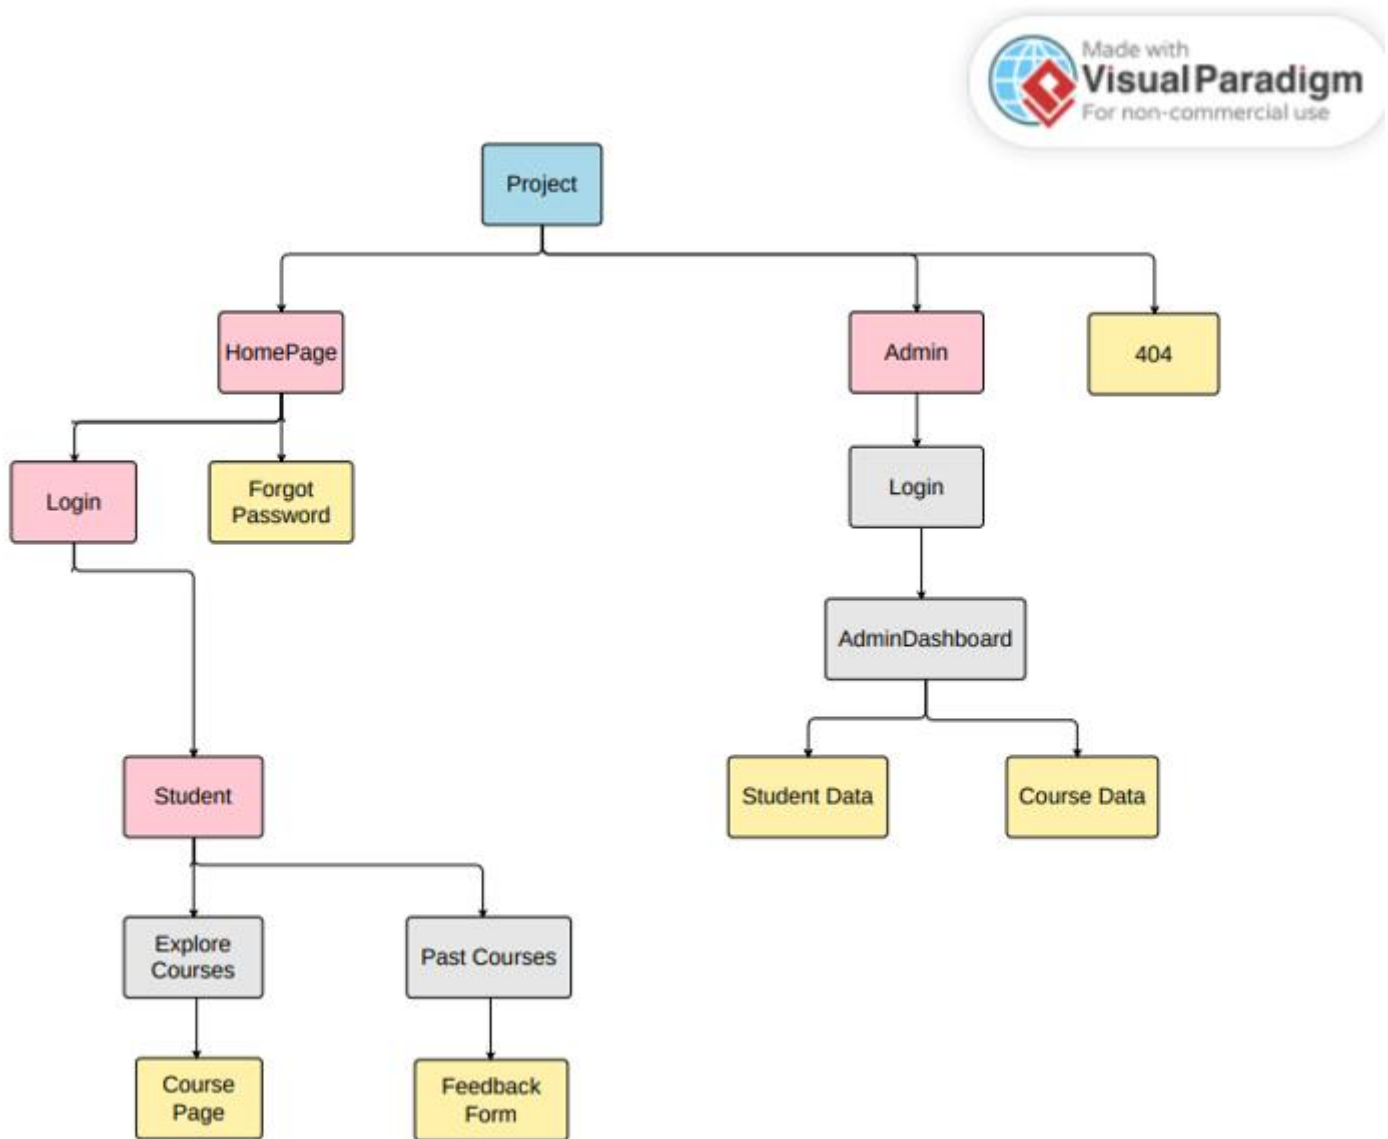 Made with
Visual Paradigm
For non-commercial use
Project
HomePage
Admin
404
Login
Forgot
Password
Login
AdminDashboard
Student
Student Data
Course Data
Explore
Courses
Past Courses
Course
Page
Feedback
Form